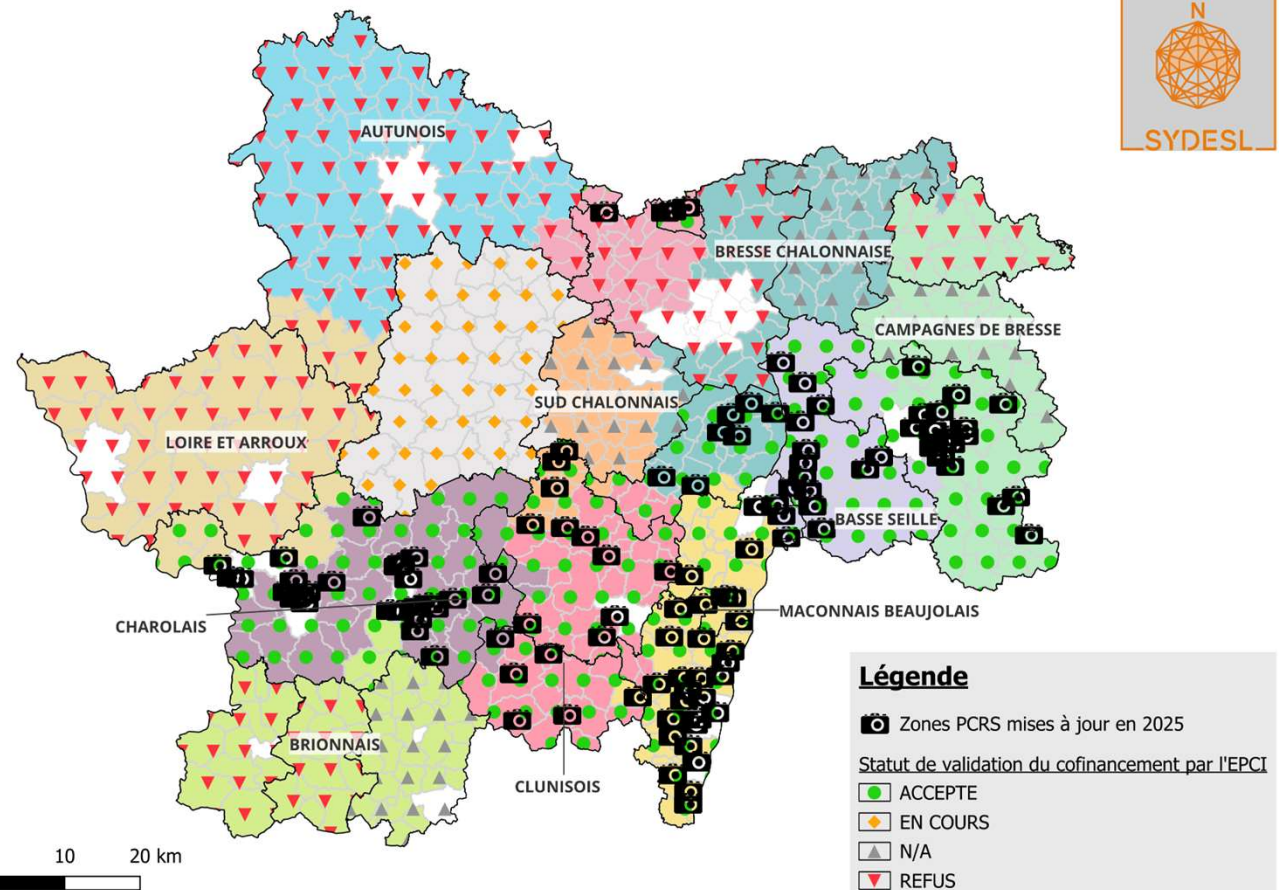 N
SYDESL
AUTUNOIS
BRESSE CHALONNAISE
CAMPAGNES DE BRESSE
SUD CHALONNAIS
LOIRE ET ARROUX
BASSE SEILLE
CHAROLAIS
MACONNAIS BEAUJOLAIS
BRIONNAIS
CLUNISOIS
Légende
Zones PCRS mises à jour en 2025
Statut de validation du cofinancement par l'EPCI
ACCEPTE
EN COURS
N/A
REFUS
10 20 km